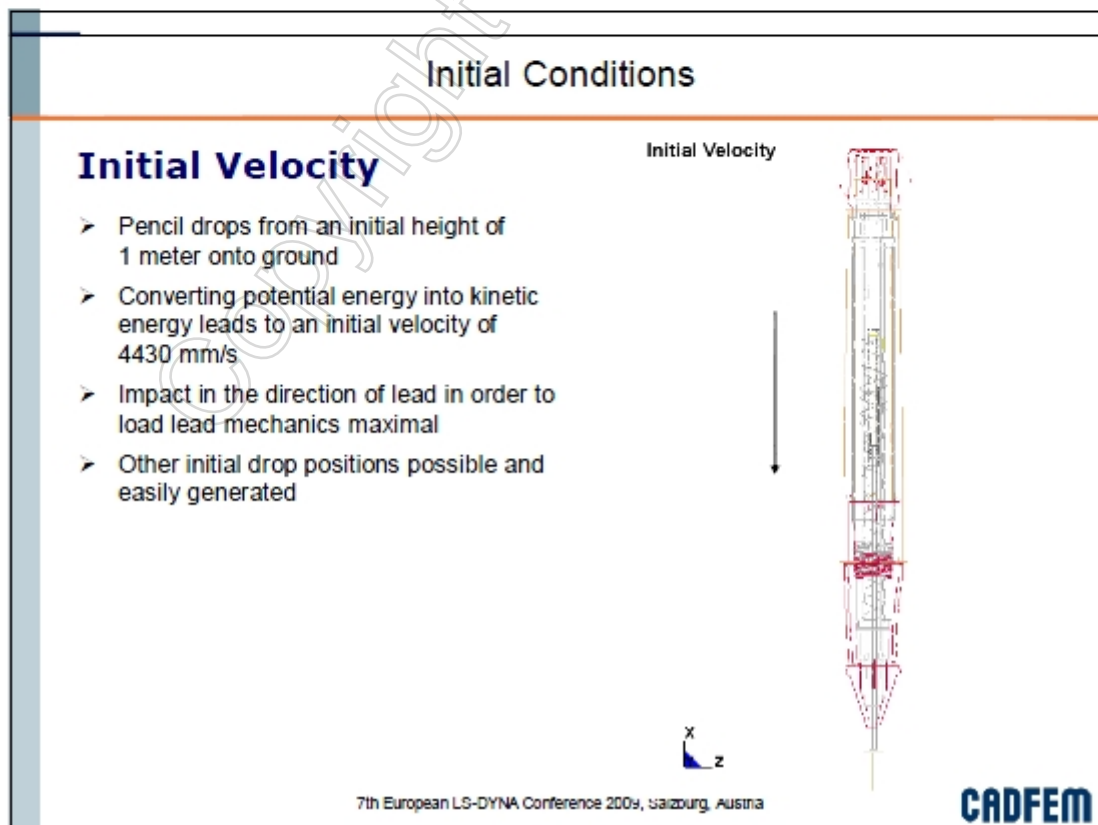 Initial Conditions
Initial Velocity
➢ Pencil drops from an initial height of
1 meter onto ground
➢ Converting potential energy into kinetic
energy leads to an initial velocity of
4430 mm/s
➢ Impact in the direction of lead in order to
load lead mechanics maximal
➢ Other initial drop positions possible and
easily generated
Initial Velocity
X
Z
7th European LS-DYNA Conference 2009, Salzburg, Austria
CADFEM
Copyright